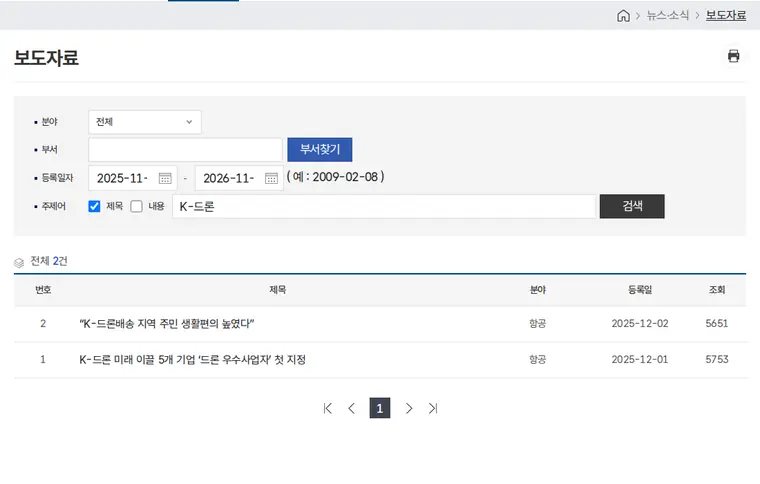 뉴스·소식 > 보도자료
보도자료
분야 전체
부서 부서찾기
등록일자 2025-11- - 2026-11- ( 예 : 2009-02-08 )
주제어 제목 내용 K-드론 검색
전체 2건
번호 제목 분야 등록일 조회
2 “K-드론배송 지역 주민 생활편의 높였다” 항공 2025-12-02 5651
1 K-드론 미래 이끌 5개 기업 ‘드론 우수사업자’ 첫 지정 항공 2025-12-01 5753
1